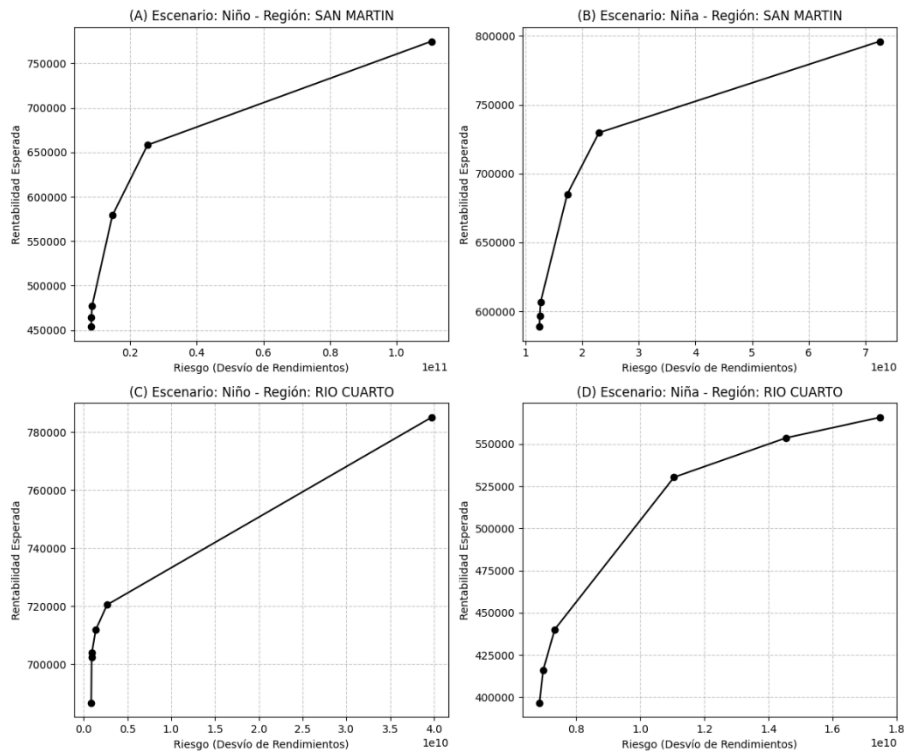 (A) Escenario: Niño - Región: SAN MARTIN
Rentabilidad Esperada
750000
700000
650000
600000
550000
500000
450000
0.2 0.4 0.6 0.8 1.0
Riesgo (Desvío de Rendimientos)
1e11
(B) Escenario: Niña - Región: SAN MARTIN
Rentabilidad Esperada
800000
750000
700000
650000
600000
1 2 3 4 5 6 7
Riesgo (Desvío de Rendimientos)
1e10
(C) Escenario: Niño - Región: RIO CUARTO
Rentabilidad Esperada
780000
760000
740000
720000
700000
0.0 0.5 1.0 1.5 2.0 2.5 3.0 3.5 4.0
Riesgo (Desvío de Rendimientos)
1e10
(D) Escenario: Niña - Región: RIO CUARTO
Rentabilidad Esperada
550000
525000
500000
475000
450000
425000
400000
0.8 1.0 1.2 1.4 1.6 1.8
Riesgo (Desvío de Rendimientos)
1e10